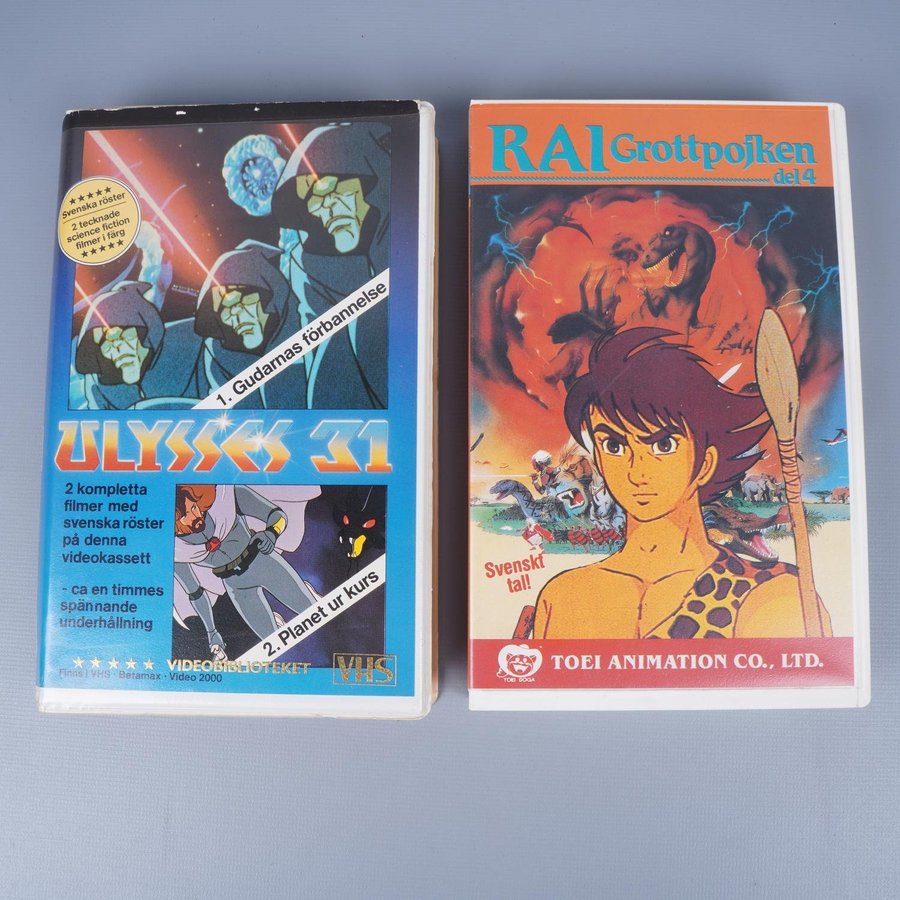 ★★★★★
Svenska röster
2 tecknade
science fiction
filmer i färg
★★★★★
1. Gudarnas förbannelse
ULYSSES 31
2 kompletta
filmer med
svenska röster
på denna
videokassett
- ca en timmes
spännande
underhållning
2. Planet ur kurs
★★★★★ VIDEOBIBLIOTEKET
VHS
Finns i VHS · Betamax · Video 2000
RAI Grottpojken
del 4
Svenskt
tal!
TOEI DOGA
TOEI ANIMATION CO., LTD.